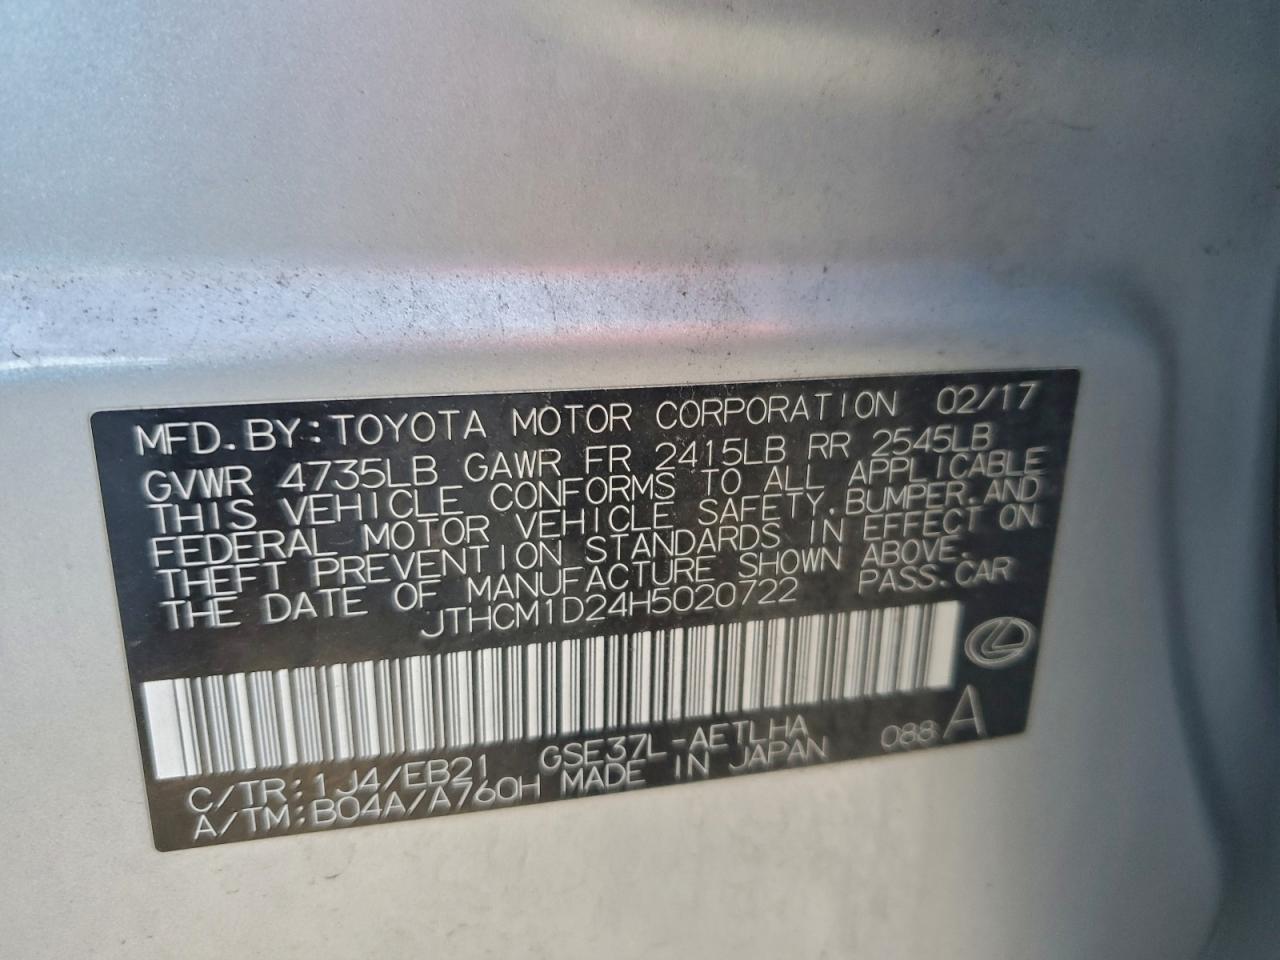 MFD. BY: TOYOTA MOTOR CORPORATION 02/17
GVWR 4735LB GAWR FR 2415LB RR 2545LB
THIS VEHICLE CONFORMS TO ALL APPLICABLE
FEDERAL MOTOR VEHICLE SAFETY, BUMPER, AND
THEFT PREVENTION STANDARDS IN EFFECT ON
THE DATE OF MANUFACTURE SHOWN ABOVE.
JTHCM1D24H5020722 PASS. CAR
C/TR: 1J4/EB21 GSE37L-AETLHA 088 A
A/TM: B04A/A760H MADE IN JAPAN